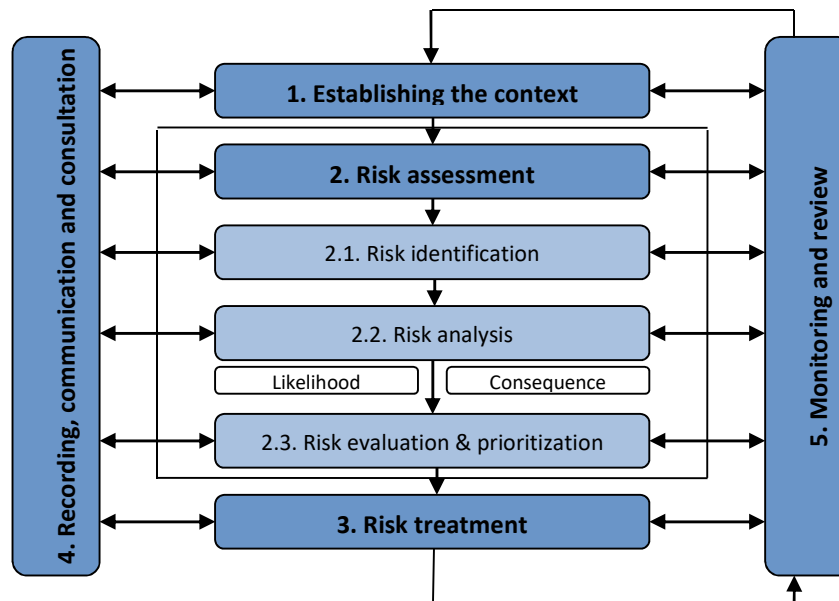 1. Establishing the context
2. Risk assessment
2.1. Risk identification
2.2. Risk analysis
Likelihood
Consequence
2.3. Risk evaluation & prioritization
3. Risk treatment
4. Recording, communication and consultation
5. Monitoring and review